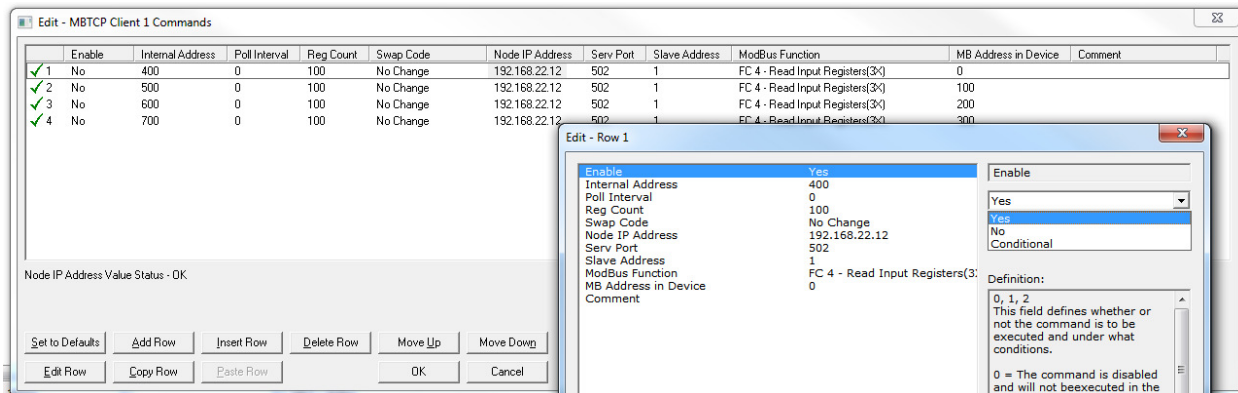 Edit - MBTCP Client 1 Commands
Enable Internal Address Poll Interval Reg Count Swap Code Node IP Address Serv Port Slave Address ModBus Function MB Address in Device Comment
1 No 400 0 100 No Change 192.168.22.12 502 1 FC 4 - Read Input Registers(3X) 0
2 No 500 0 100 No Change 192.168.22.12 502 1 FC 4 - Read Input Registers(3X) 100
3 No 600 0 100 No Change 192.168.22.12 502 1 FC 4 - Read Input Registers(3X) 200
4 No 700 0 100 No Change 192.168.22.12 502 1 FC 4 - Read Input Registers(3X) 300
Node IP Address Value Status - OK
Set to Defaults Add Row Insert Row Delete Row Move Up Move Down
Edit Row Copy Row Paste Row OK Cancel
Edit - Row 1
Enable Yes
Internal Address 400
Poll Interval 0
Reg Count 100
Swap Code No Change
Node IP Address 192.168.22.12
Serv Port 502
Slave Address 1
ModBus Function FC 4 - Read Input Registers(3
MB Address in Device 0
Comment
Enable
Yes
Yes
No
Conditional
Definition:
0, 1, 2
This field defines whether or
not the command is to be
executed and under what
conditions.
0 = The command is disabled
and will not beexecuted in the